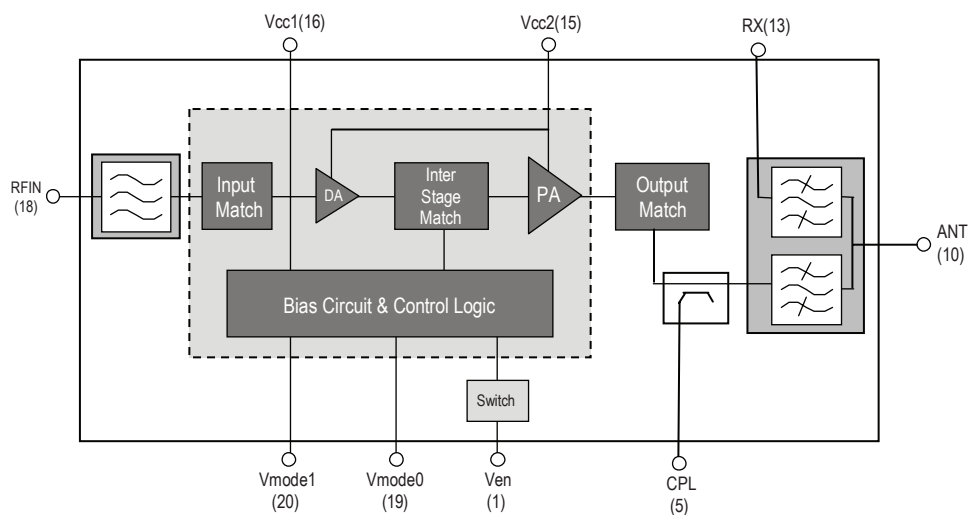 Vcc1(16)
Vcc2(15)
RX(13)
RFIN
(18)
Input
Match
DA
Inter
Stage
Match
PA
Output
Match
ANT
(10)
Bias Circuit & Control Logic
Switch
Vmode1
(20)
Vmode0
(19)
Ven
(1)
CPL
(5)